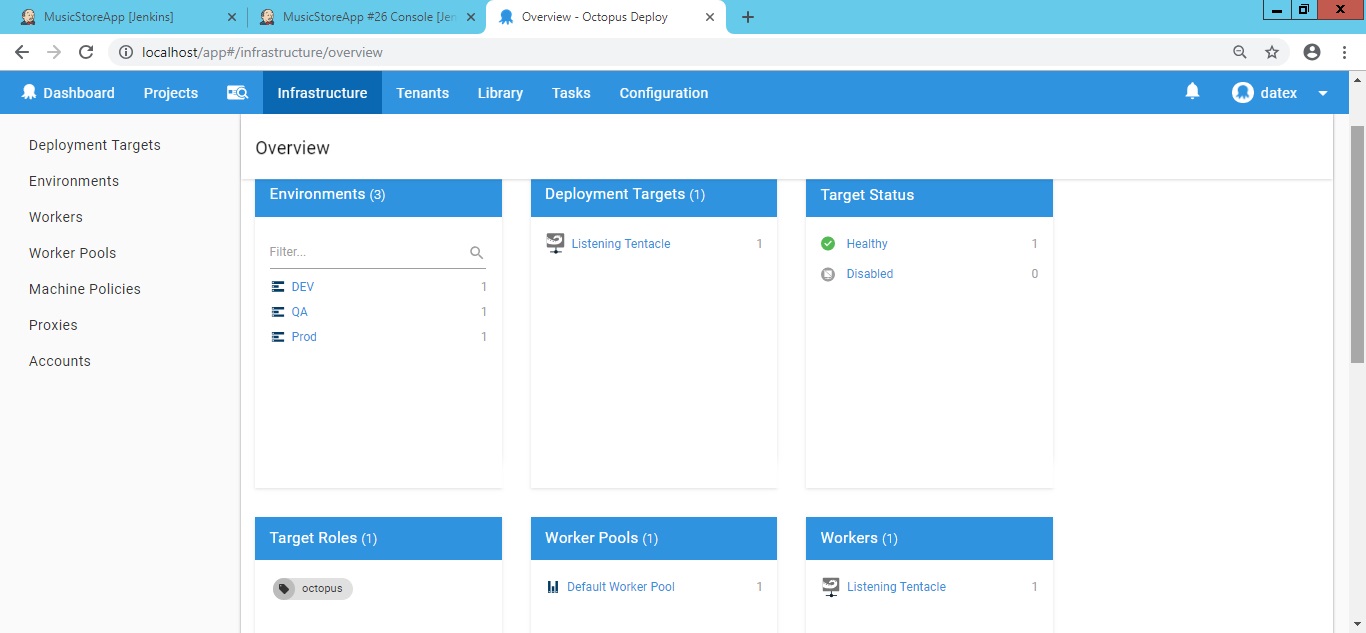 MusicStoreApp [Jenkins]
MusicStoreApp #26 Console [Jen
Overview - Octopus Deploy
localhost/app#/infrastructure/overview
Dashboard Projects Infrastructure Tenants Library Tasks Configuration datex
Deployment Targets
Environments
Workers
Worker Pools
Machine Policies
Proxies
Accounts
Overview
Environments (3)
Filter...
DEV 1
QA 1
Prod 1
Deployment Targets (1)
Listening Tentacle 1
Target Status
Healthy 1
Disabled 0
Target Roles (1)
octopus
Worker Pools (1)
Default Worker Pool 1
Workers (1)
Listening Tentacle 1